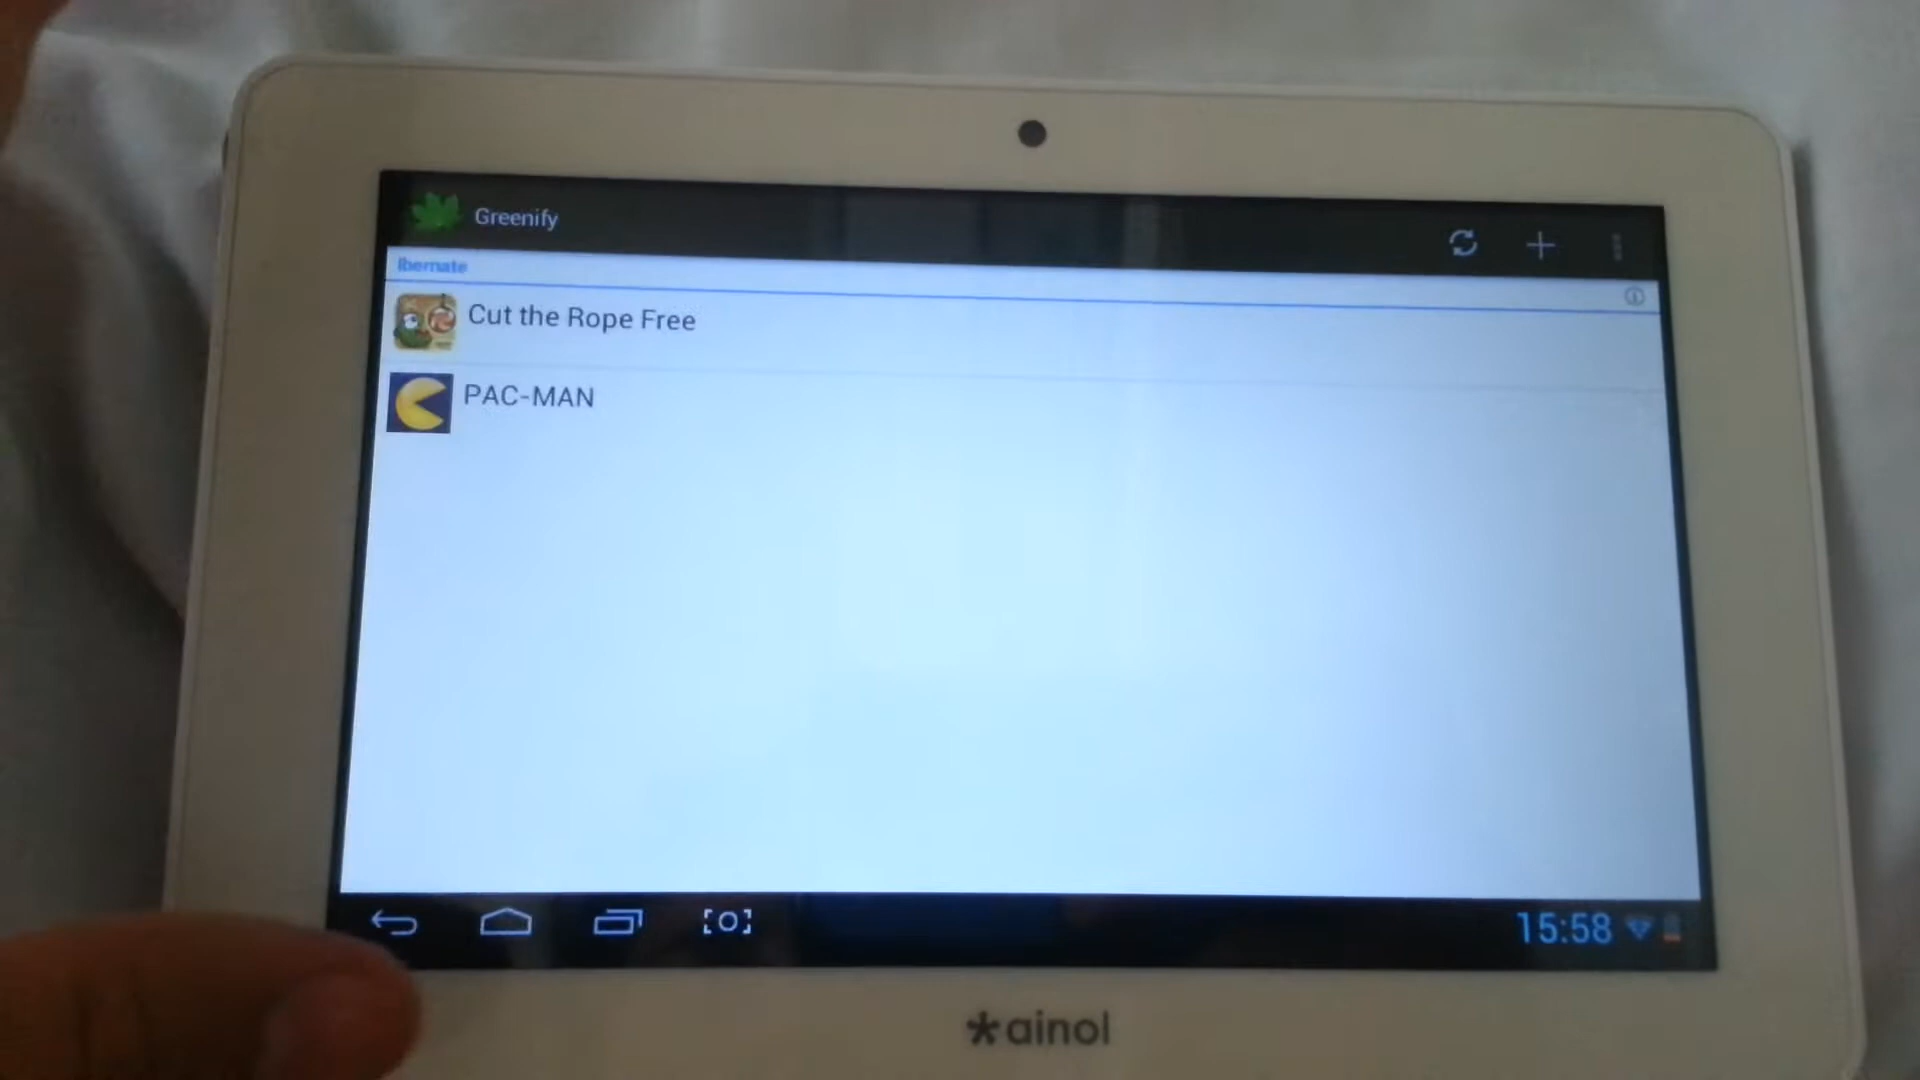 Greenify
Ibernate
Cut the Rope Free
PAC-MAN
15:58
ainol